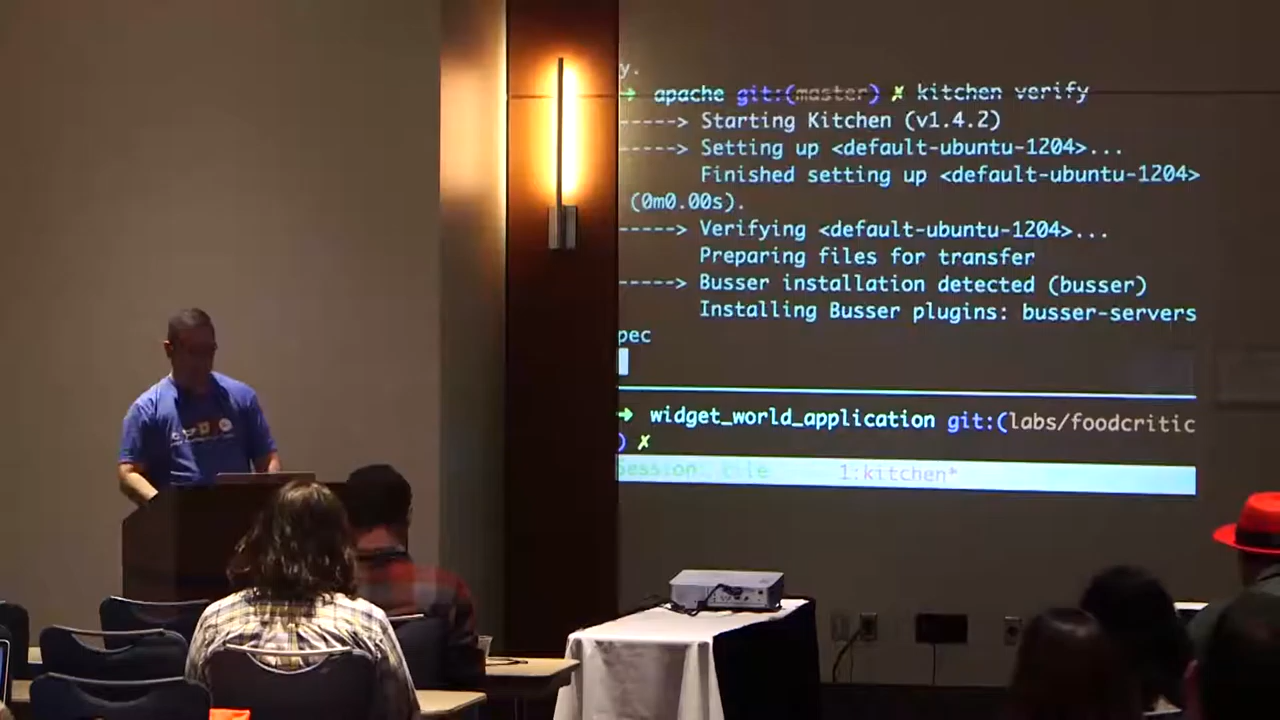 y.
→ apache git:(master) ✗ kitchen verify
-----> Starting Kitchen (v1.4.2)
-----> Setting up <default-ubuntu-1204>...
Finished setting up <default-ubuntu-1204>
(0m0.00s).
-----> Verifying <default-ubuntu-1204>...
Preparing files for transfer
-----> Busser installation detected (busser)
Installing Busser plugins: busser-servers
pec
→ widget_world_application git:(labs/foodcritic
) ✗
Session: 1:kitchen*